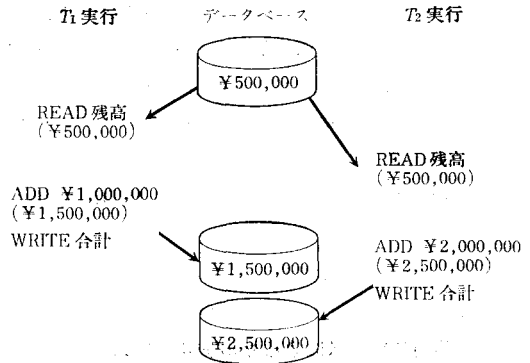 T₁実行 データベース T₂実行
¥500,000
READ 残高
(¥500,000)
READ 残高
(¥500,000)
ADD ¥1,000,000
(¥1,500,000)
WRITE 合計
¥1,500,000
ADD ¥2,000,000
(¥2,500,000)
WRITE 合計
¥2,500,000